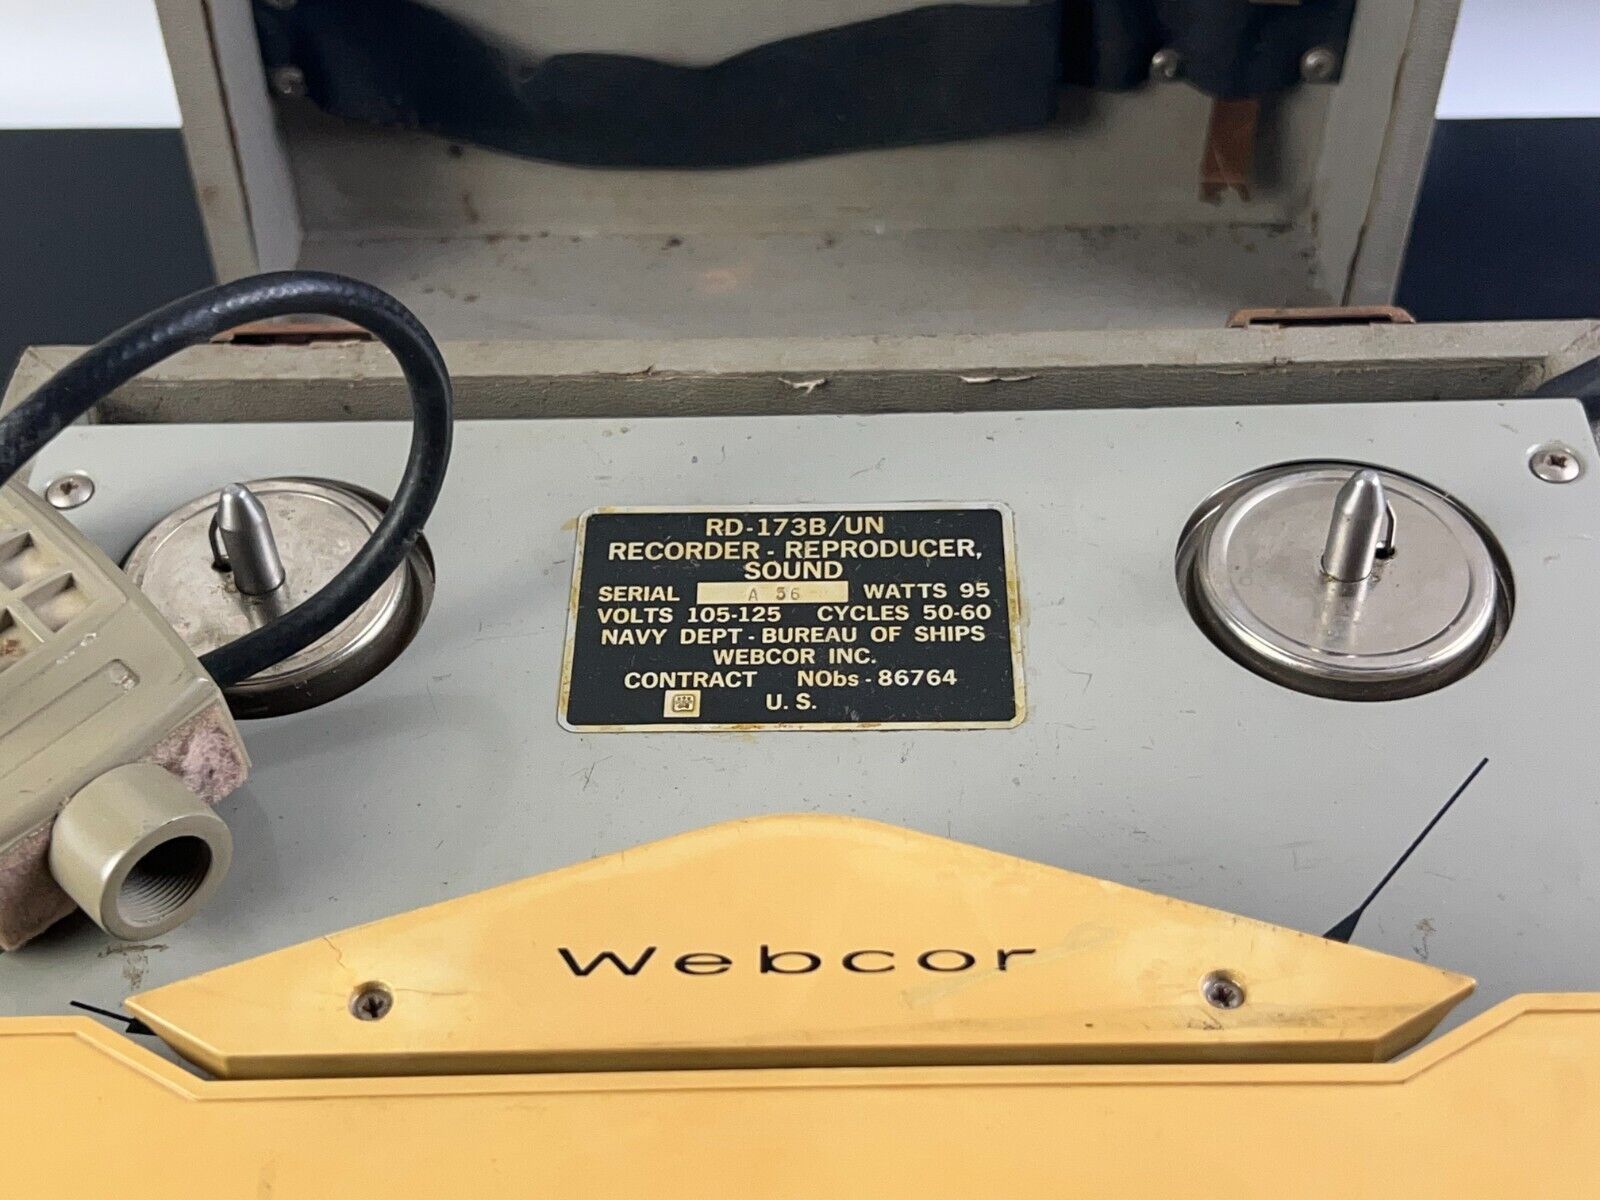 RD-173B/UN
RECORDER - REPRODUCER,
SOUND
SERIAL A 56 WATTS 95
VOLTS 105-125 CYCLES 50-60
NAVY DEPT - BUREAU OF SHIPS
WEBCOR INC.
CONTRACT NObs - 86764
U. S.
Webcor